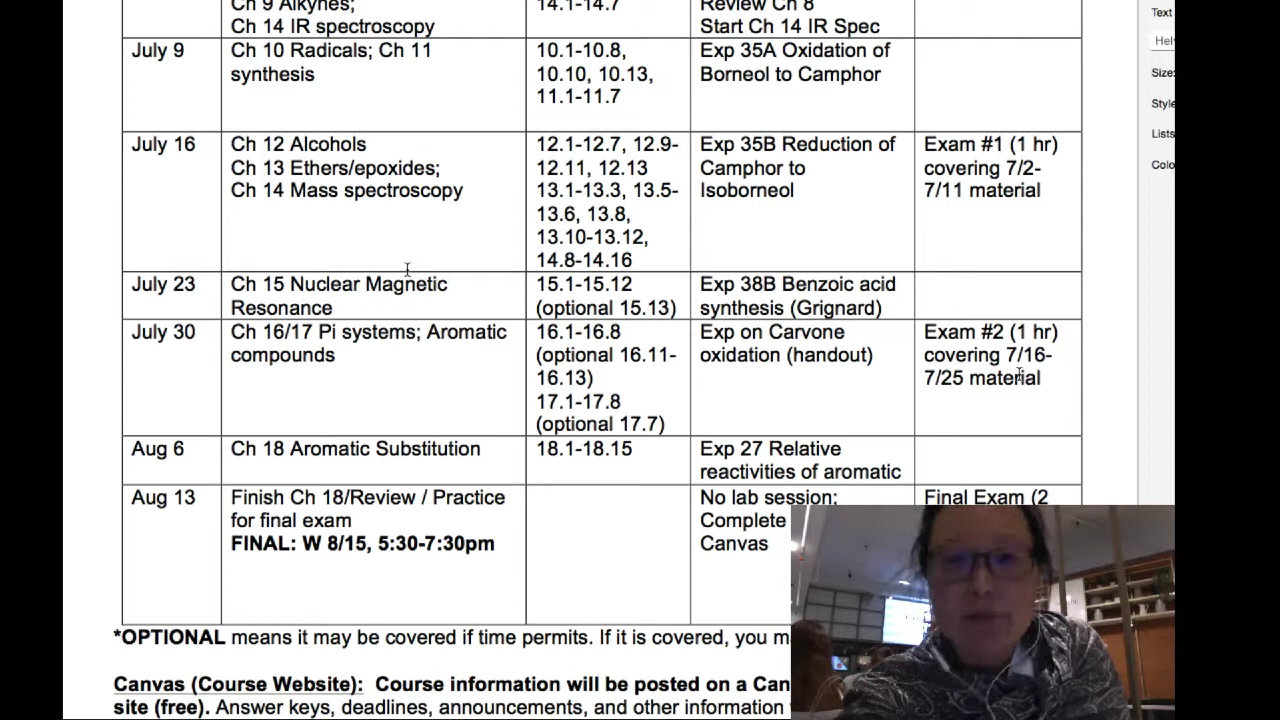 Ch 9 Alkynes;
Ch 14 IR spectroscopy
14.1-14.7
Review Ch 8
Start Ch 14 IR Spec
July 9
Ch 10 Radicals; Ch 11
synthesis
10.1-10.8,
10.10, 10.13,
11.1-11.7
Exp 35A Oxidation of
Borneol to Camphor
July 16
Ch 12 Alcohols
Ch 13 Ethers/epoxides;
Ch 14 Mass spectroscopy
12.1-12.7, 12.9-
12.11, 12.13
13.1-13.3, 13.5-
13.6, 13.8,
13.10-13.12,
14.8-14.16
Exp 35B Reduction of
Camphor to
Isoborneol
Exam #1 (1 hr)
covering 7/2-
7/11 material
July 23
Ch 15 Nuclear Magnetic
Resonance
15.1-15.12
(optional 15.13)
Exp 38B Benzoic acid
synthesis (Grignard)
July 30
Ch 16/17 Pi systems; Aromatic
compounds
16.1-16.8
(optional 16.11-
16.13)
17.1-17.8
(optional 17.7)
Exp on Carvone
oxidation (handout)
Exam #2 (1 hr)
covering 7/16-
7/25 material
Aug 6
Ch 18 Aromatic Substitution
18.1-18.15
Exp 27 Relative
reactivities of aromatic
Aug 13
Finish Ch 18/Review / Practice
for final exam
FINAL: W 8/15, 5:30-7:30pm
No lab session;
Complete
Canvas
Final Exam (2
*OPTIONAL means it may be covered if time permits. If it is covered, you
Canvas (Course Website): Course information will be posted on a
site (free). Answer keys, deadlines, announcements, and other information
Text
Size: